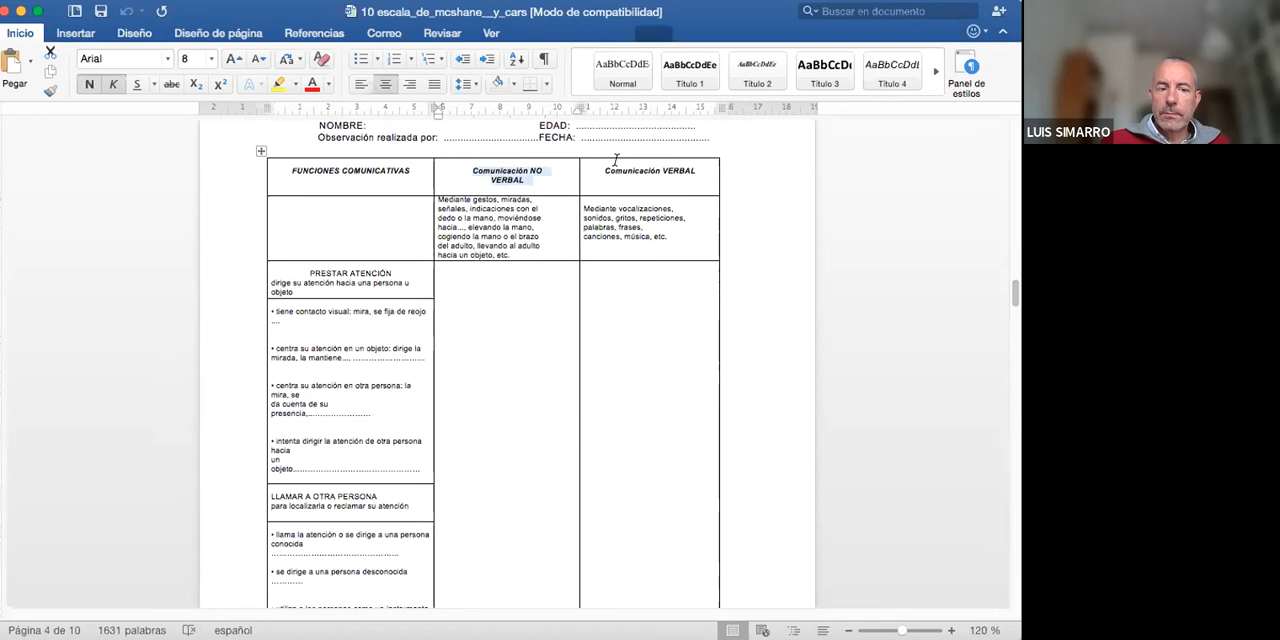 10 escala_de_mcshane__y_cars [Modo de compatibilidad]
Buscar en documento
Inicio Insertar Diseño Diseño de página Referencias Correo Revisar Ver
Pegar
Arial 8
N K S abc X₂ X² A A
AaBbCcDdE AaBbCcDdEe AaBbCcDdEe AaBbCcD AaBbCcDdE
Normal Título 1 Título 2 Título 3 Título 4
Panel de
estilos
LUIS SIMARRO
NOMBRE: EDAD: ............................................
Observación realizada por: ................................... FECHA: ...............................................
FUNCIONES COMUNICATIVAS
Comunicación NO
VERBAL
Comunicación VERBAL
Mediante gestos, miradas,
señales, indicaciones con el
dedo o la mano, moviéndose
hacia..., elevando la mano,
cogiendo la mano o el brazo
del adulto, llevando al adulto
hacia un objeto, etc.
Mediante vocalizaciones,
sonidos, gritos, repeticiones,
palabras, frases,
canciones, música, etc.
PRESTAR ATENCIÓN
dirige su atención hacia una persona u
objeto
• tiene contacto visual: mira, se fija de reojo
....
• centra su atención en un objeto: dirige la
mirada, la mantiene..., ..........................
• centra su atención en otra persona: la
mira, se
da cuenta de su
presencia,......................
• intenta dirigir la atención de otra persona
hacia
un
objeto.............................................
LLAMAR A OTRA PERSONA
para localizarla o reclamar su atención
• llama la atención o se dirige a una persona
conocida
.............................................
• se dirige a una persona desconocida
...........
Página 4 de 10 1631 palabras español 120 %